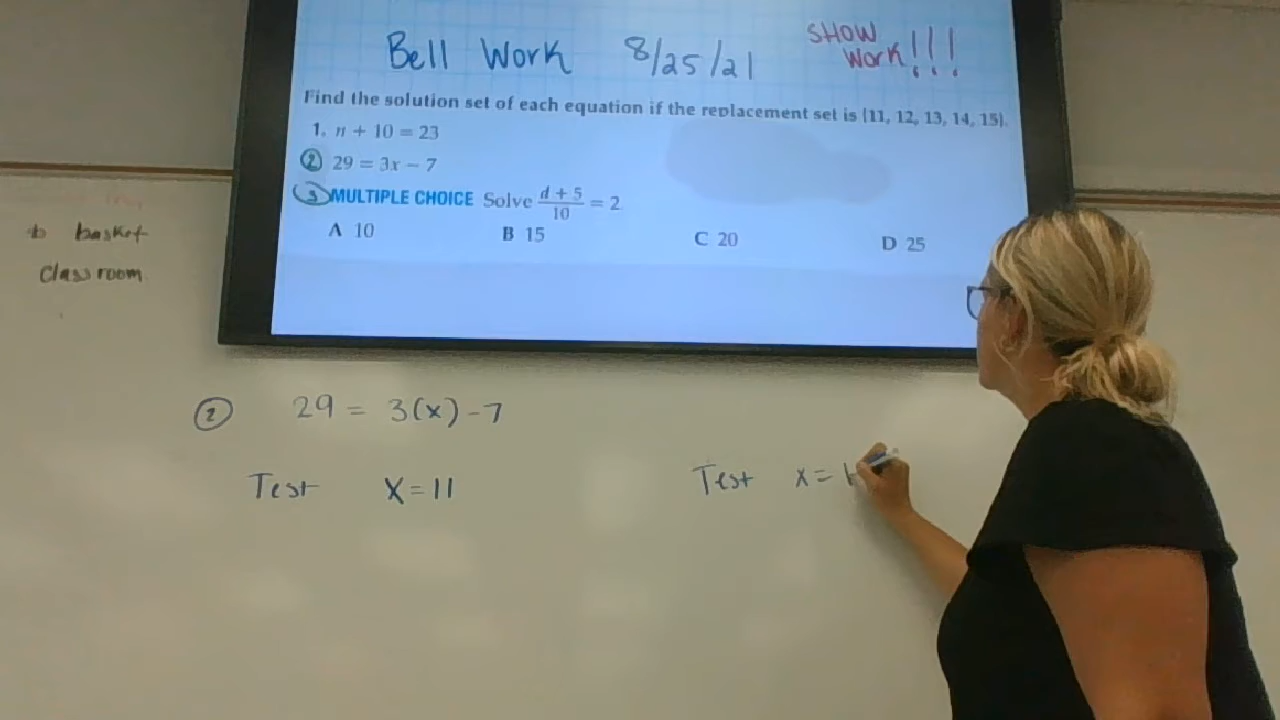 Bell Work 8/25/21 SHOW Work!!!
Find the solution set of each equation if the replacement set is {11, 12, 13, 14, 15}.
1. n + 10 = 23
2 29 = 3x − 7
3 MULTIPLE CHOICE Solve (d + 5)/10 = 2
A 10 B 15 C 20 D 25
basket
classroom
2 29 = 3(x) - 7
Test x = 11 Test x = 1